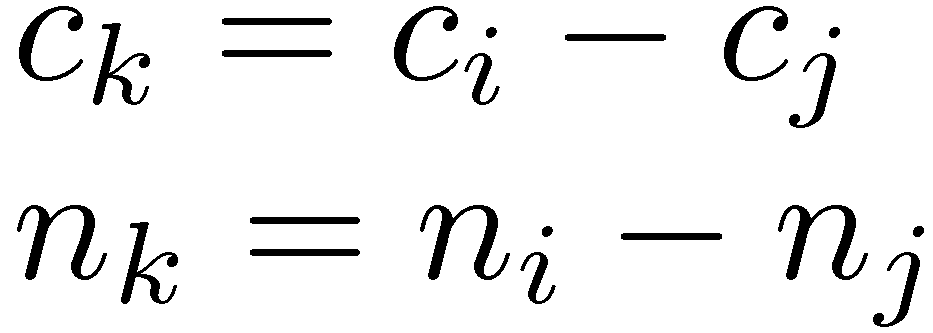 c_k = c_i − c_j
n_k = n_i − n_j